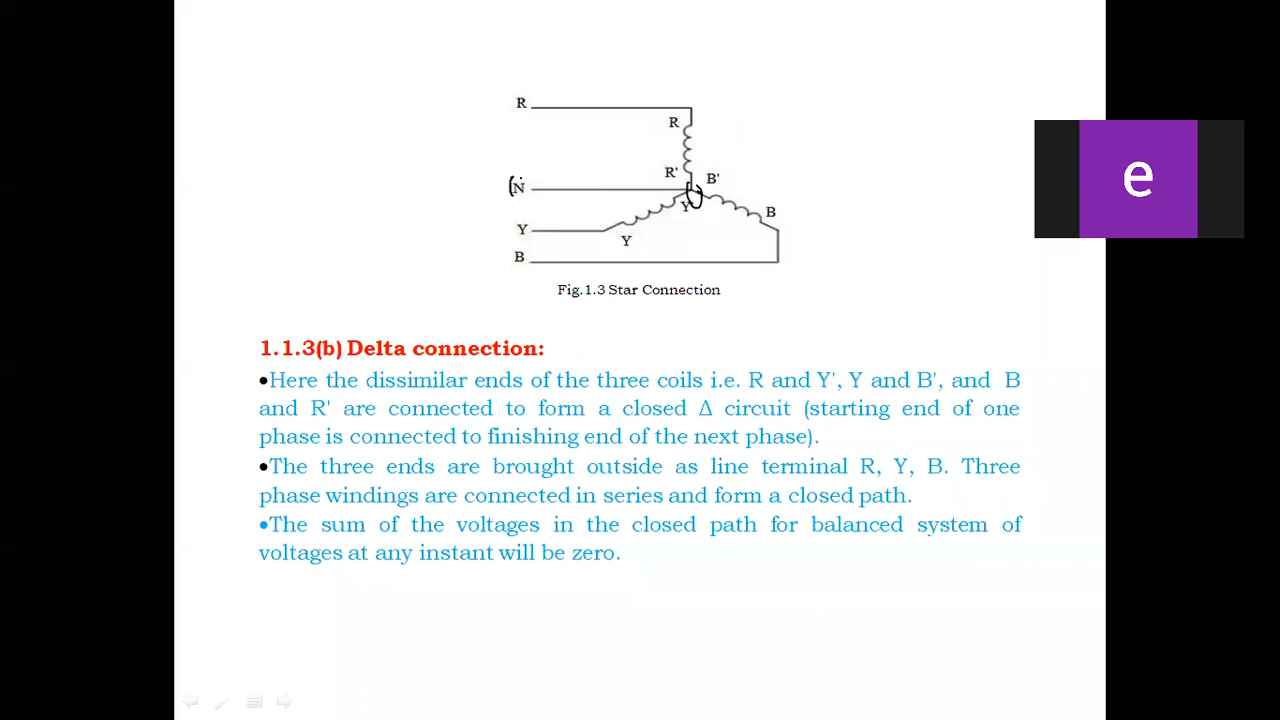 R
R
R'
B'
N
Y'
B
Y
Y
B
Fig.1.3 Star Connection
1.1.3(b) Delta connection:
•Here the dissimilar ends of the three coils i.e. R and Y', Y and B', and B
and R' are connected to form a closed Δ circuit (starting end of one
phase is connected to finishing end of the next phase).
•The three ends are brought outside as line terminal R, Y, B. Three
phase windings are connected in series and form a closed path.
•The sum of the voltages in the closed path for balanced system of
voltages at any instant will be zero.
e